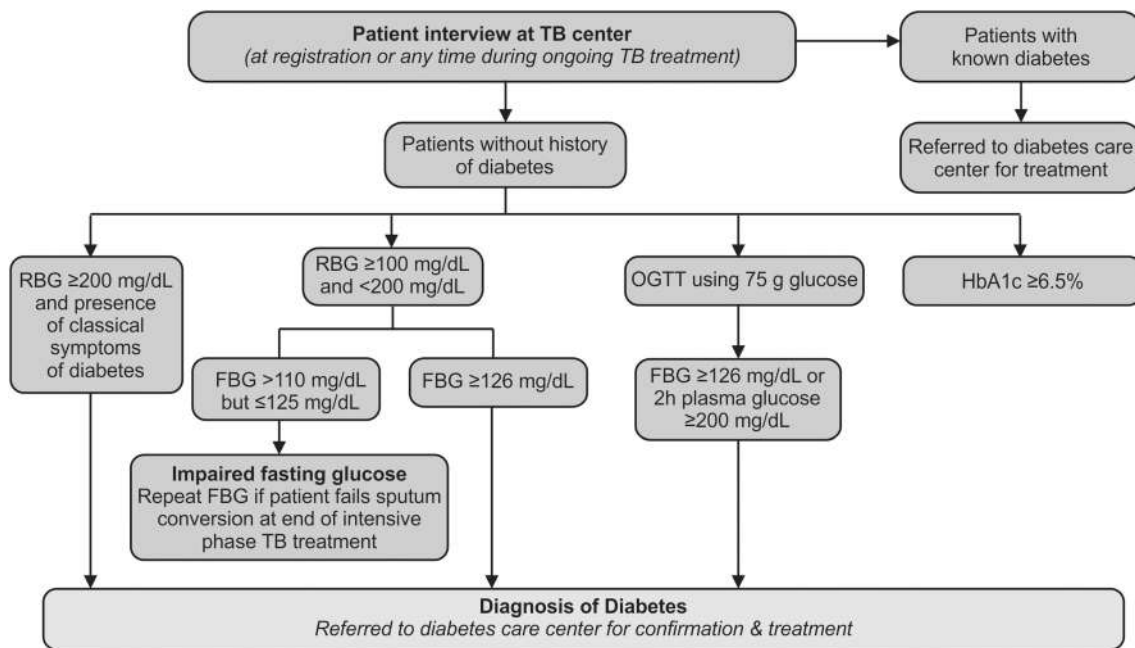 Patient interview at TB center
(at registration or any time during ongoing TB treatment)
Patients with
known diabetes
Patients without history
of diabetes
Referred to diabetes care
center for treatment
RBG ≥200 mg/dL
and presence
of classical
symptoms
of diabetes
RBG ≥100 mg/dL
and <200 mg/dL
OGTT using 75 g glucose
HbA1c ≥6.5%
FBG >110 mg/dL
but ≤125 mg/dL
FBG ≥126 mg/dL
FBG ≥126 mg/dL or
2h plasma glucose
≥200 mg/dL
Impaired fasting glucose
Repeat FBG if patient fails sputum
conversion at end of intensive
phase TB treatment
Diagnosis of Diabetes
Referred to diabetes care center for confirmation & treatment